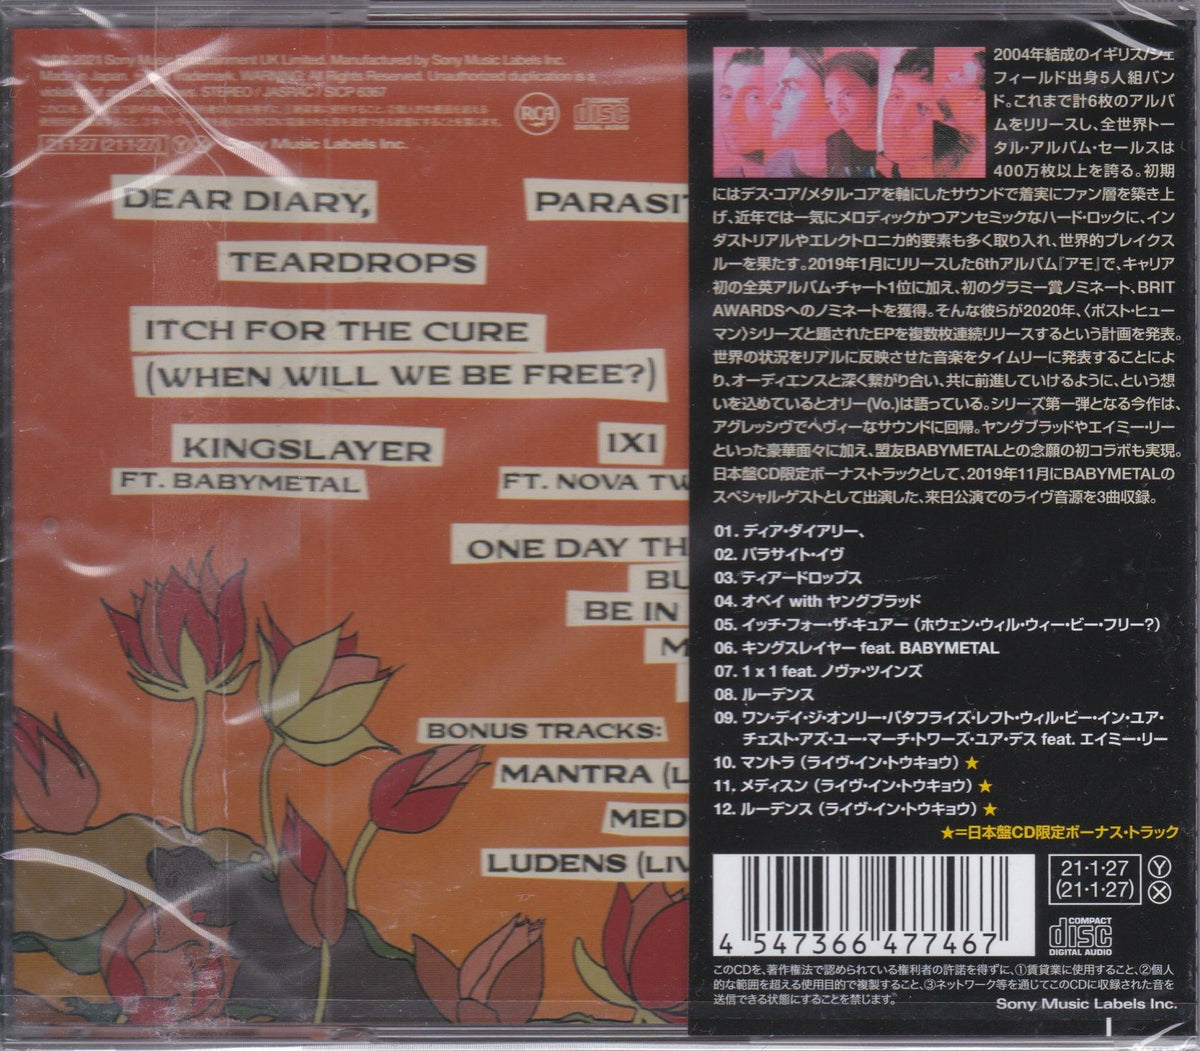 2021 Sony Music Entertainment UK Limited. Manufactured by Sony Music Labels Inc.
Made in Japan. Trademark. WARNING: All Rights Reserved. Unauthorized duplication is a
violation of applicable laws. STEREO / JASPACT / SICP 6367
RCA
COMPACT
disc
DIGITAL AUDIO
21·1·27 (21·1·27) Y X Sony Music Labels Inc.
DEAR DIARY,
PARASIT
TEARDROPS
ITCH FOR THE CURE
(WHEN WILL WE BE FREE?)
KINGSLAYER
FT. BABYMETAL
1X1
FT. NOVA TW
ONE DAY TH
BU
BE IN
M
BONUS TRACKS:
MANTRA (L
MED
LUDENS (LIV
2004年結成のイギリス/シェ
フィールド出身5人組バン
ド。これまで計6枚のアルバ
ムをリリースし、全世界トー
タル・アルバム・セールスは
400万枚以上を誇る。初期
にはデス・コア/メタル・コアを軸にしたサウンドで着実にファン層を築き上
げ、近年では一気にメロディックかつアンセミックなハード・ロックに、イン
ダストリアルやエレクトロニカ的要素も多く取り入れ、世界的ブレイクス
ルーを果たす。2019年1月にリリースした6thアルバム『アモ』で、キャリア
初の全英アルバム・チャート1位に加え、初のグラミー賞ノミネート、BRIT
AWARDSへのノミネートを獲得。そんな彼らが2020年、〈ポスト・ヒュー
マン〉シリーズと題されたEPを複数枚連続リリースするという計画を発表。
世界の状況をリアルに反映させた音楽をタイムリーに発表することによ
り、オーディエンスと深く繋がり合い、共に前進していけるように、という想
いを込めているとオリー(Vo.)は語っている。シリーズ第一弾となる今作は、
アグレッシヴでヘヴィーなサウンドに回帰。ヤングブラッドやエイミー・リー
といった豪華面々に加え、盟友BABYMETALとの念願の初コラボも実現。
日本盤CD限定ボーナス・トラックとして、2019年11月にBABYMETALの
スペシャル・ゲストとして出演した、来日公演でのライヴ音源を3曲収録。
01. ディア・ダイアリー、
02. パラサイト・イヴ
03. ティアードロップス
04. オベイ with ヤングブラッド
05. イッチ・フォー・ザ・キュアー（ホウェン・ウィル・ウィー・ビー・フリー？）
06. キングスレイヤー feat. BABYMETAL
07. 1 x 1 feat. ノヴァ・ツインズ
08. ルーデンス
09. ワン・デイ・ジ・オンリー・バタフライズ・レフト・ウィル・ビー・イン・ユア・
チェスト・アズ・ユー・マーチ・トワーズ・ユア・デス feat. エイミー・リー
10. マントラ（ライヴ・イン・トウキョウ）★
11. メディスン（ライヴ・イン・トウキョウ）★
12. ルーデンス（ライヴ・イン・トウキョウ）★
★=日本盤CD限定ボーナス・トラック
4 547366 477467
21·1·27
(21·1·27)
Y
X
COMPACT
disc
DIGITAL AUDIO
このCDを、著作権法で認められている権利者の許諾を得ずに、①賃貸業に使用すること、②個人
的な範囲を超える使用目的で複製すること、③ネットワーク等を通じてこのCDに収録された音を
送信できる状態にすることを禁じます。
Sony Music Labels Inc.